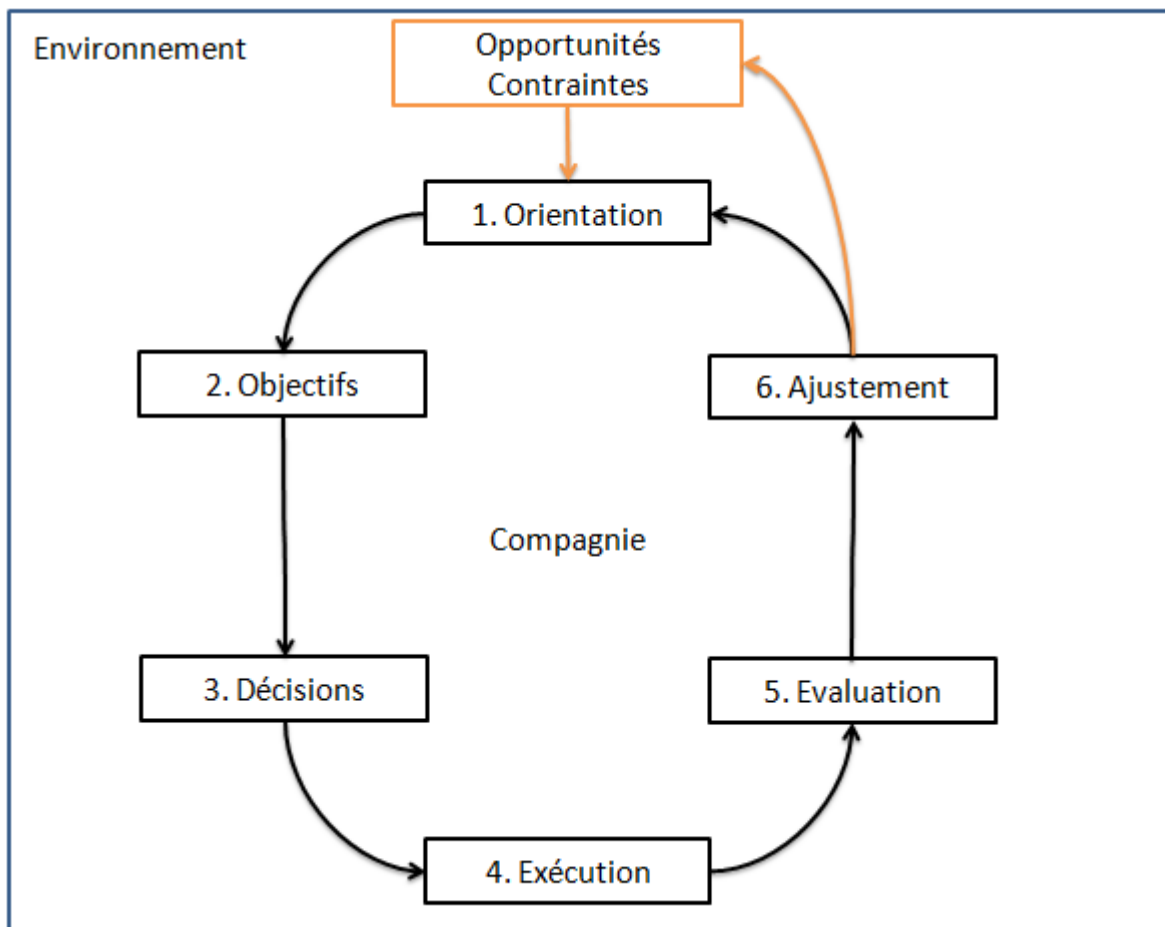 Environnement
Opportunités
Contraintes
1. Orientation
2. Objectifs
6. Ajustement
Compagnie
3. Décisions
5. Evaluation
4. Exécution